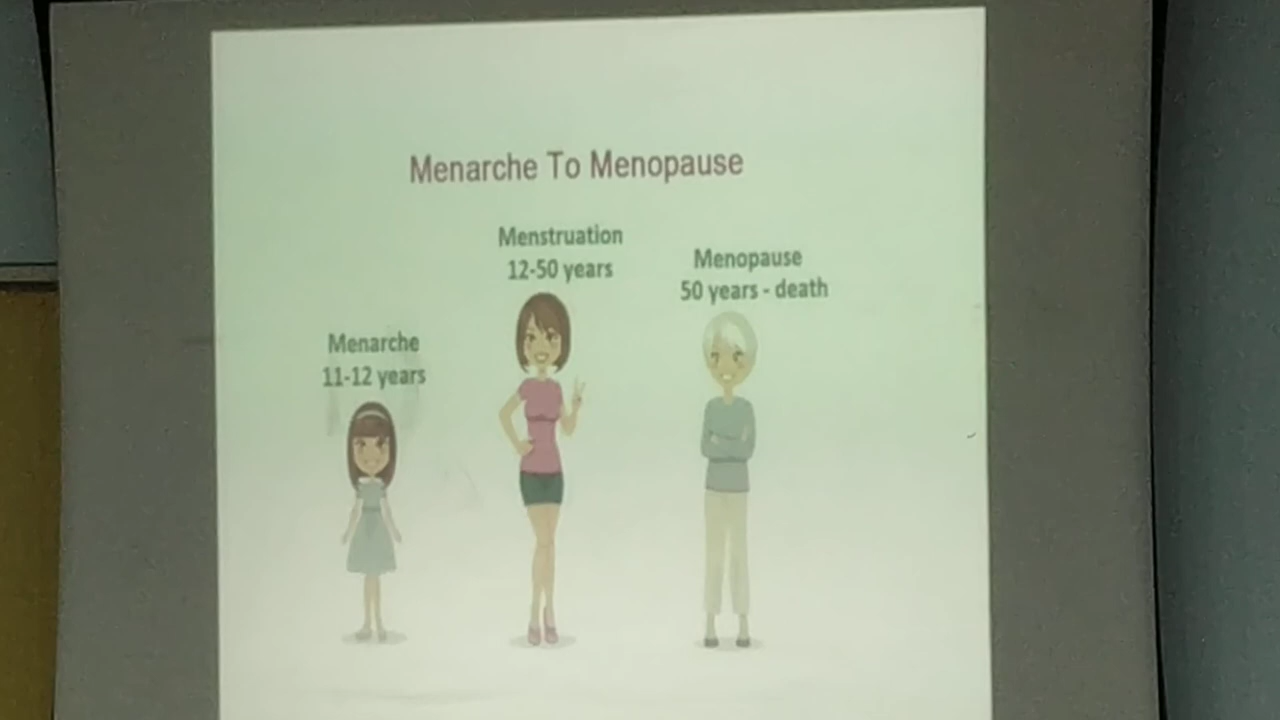 Menarche To Menopause
Menstruation
12-50 years
Menopause
50 years - death
Menarche
11-12 years